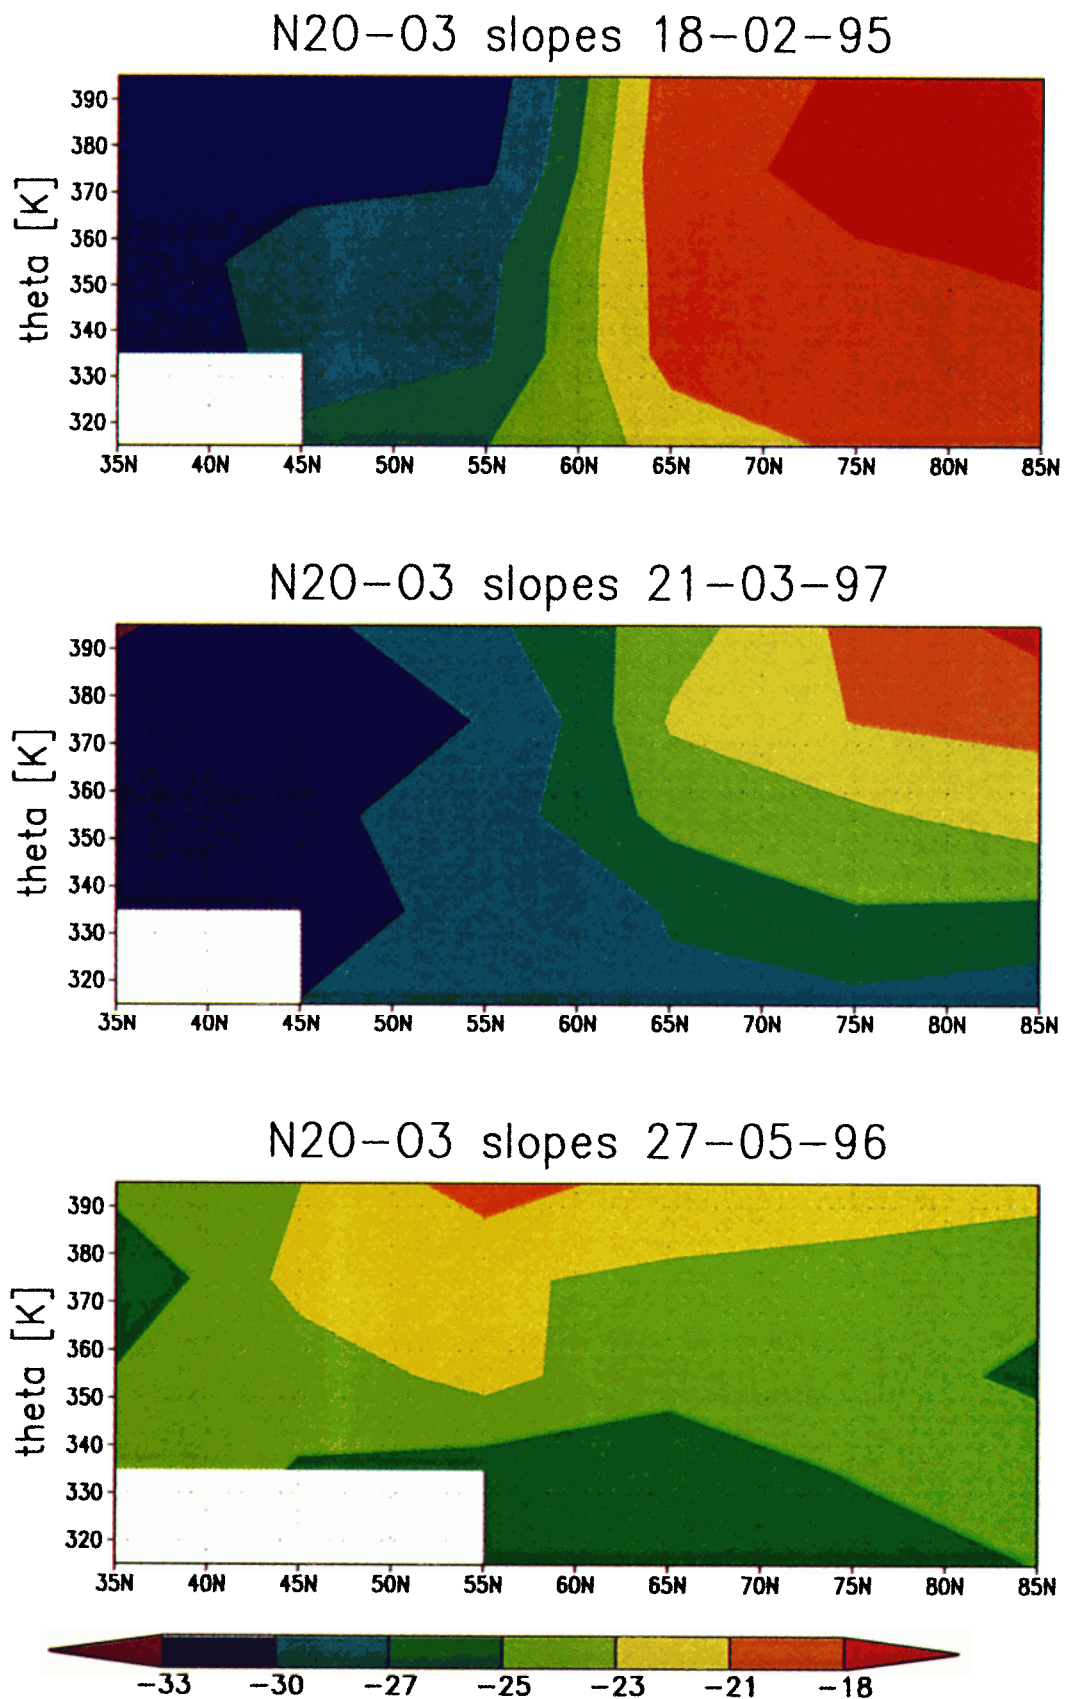 N2O-O3 slopes 18-02-95
theta [K]
390
380
370
360
350
340
330
320
35N 40N 45N 50N 55N 60N 65N 70N 75N 80N 85N
N2O-O3 slopes 21-03-97
theta [K]
390
380
370
360
350
340
330
320
35N 40N 45N 50N 55N 60N 65N 70N 75N 80N 85N
N2O-O3 slopes 27-05-96
theta [K]
390
380
370
360
350
340
330
320
35N 40N 45N 50N 55N 60N 65N 70N 75N 80N 85N
-33 -30 -27 -25 -23 -21 -18